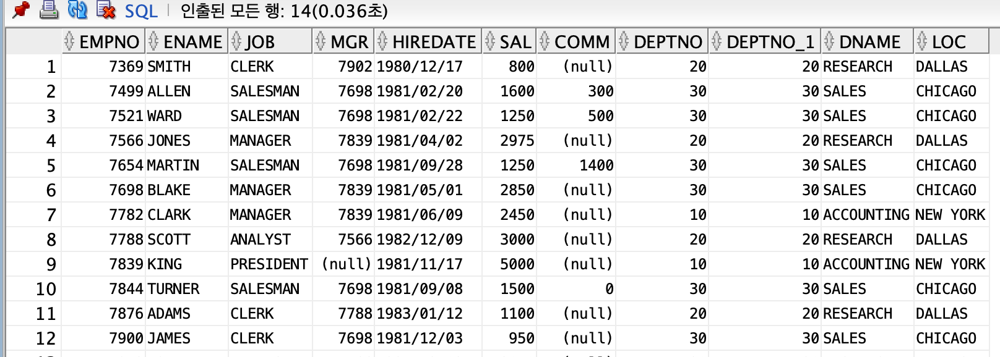 SQL | 인출된 모든 행: 14(0.036초)
EMPNO ENAME JOB MGR HIREDATE SAL COMM DEPTNO DEPTNO_1 DNAME LOC
1 7369 SMITH CLERK 7902 1980/12/17 800 (null) 20 20 RESEARCH DALLAS
2 7499 ALLEN SALESMAN 7698 1981/02/20 1600 300 30 30 SALES CHICAGO
3 7521 WARD SALESMAN 7698 1981/02/22 1250 500 30 30 SALES CHICAGO
4 7566 JONES MANAGER 7839 1981/04/02 2975 (null) 20 20 RESEARCH DALLAS
5 7654 MARTIN SALESMAN 7698 1981/09/28 1250 1400 30 30 SALES CHICAGO
6 7698 BLAKE MANAGER 7839 1981/05/01 2850 (null) 30 30 SALES CHICAGO
7 7782 CLARK MANAGER 7839 1981/06/09 2450 (null) 10 10 ACCOUNTING NEW YORK
8 7788 SCOTT ANALYST 7566 1982/12/09 3000 (null) 20 20 RESEARCH DALLAS
9 7839 KING PRESIDENT (null) 1981/11/17 5000 (null) 10 10 ACCOUNTING NEW YORK
10 7844 TURNER SALESMAN 7698 1981/09/08 1500 0 30 30 SALES CHICAGO
11 7876 ADAMS CLERK 7788 1983/01/12 1100 (null) 20 20 RESEARCH DALLAS
12 7900 JAMES CLERK 7698 1981/12/03 950 (null) 30 30 SALES CHICAGO